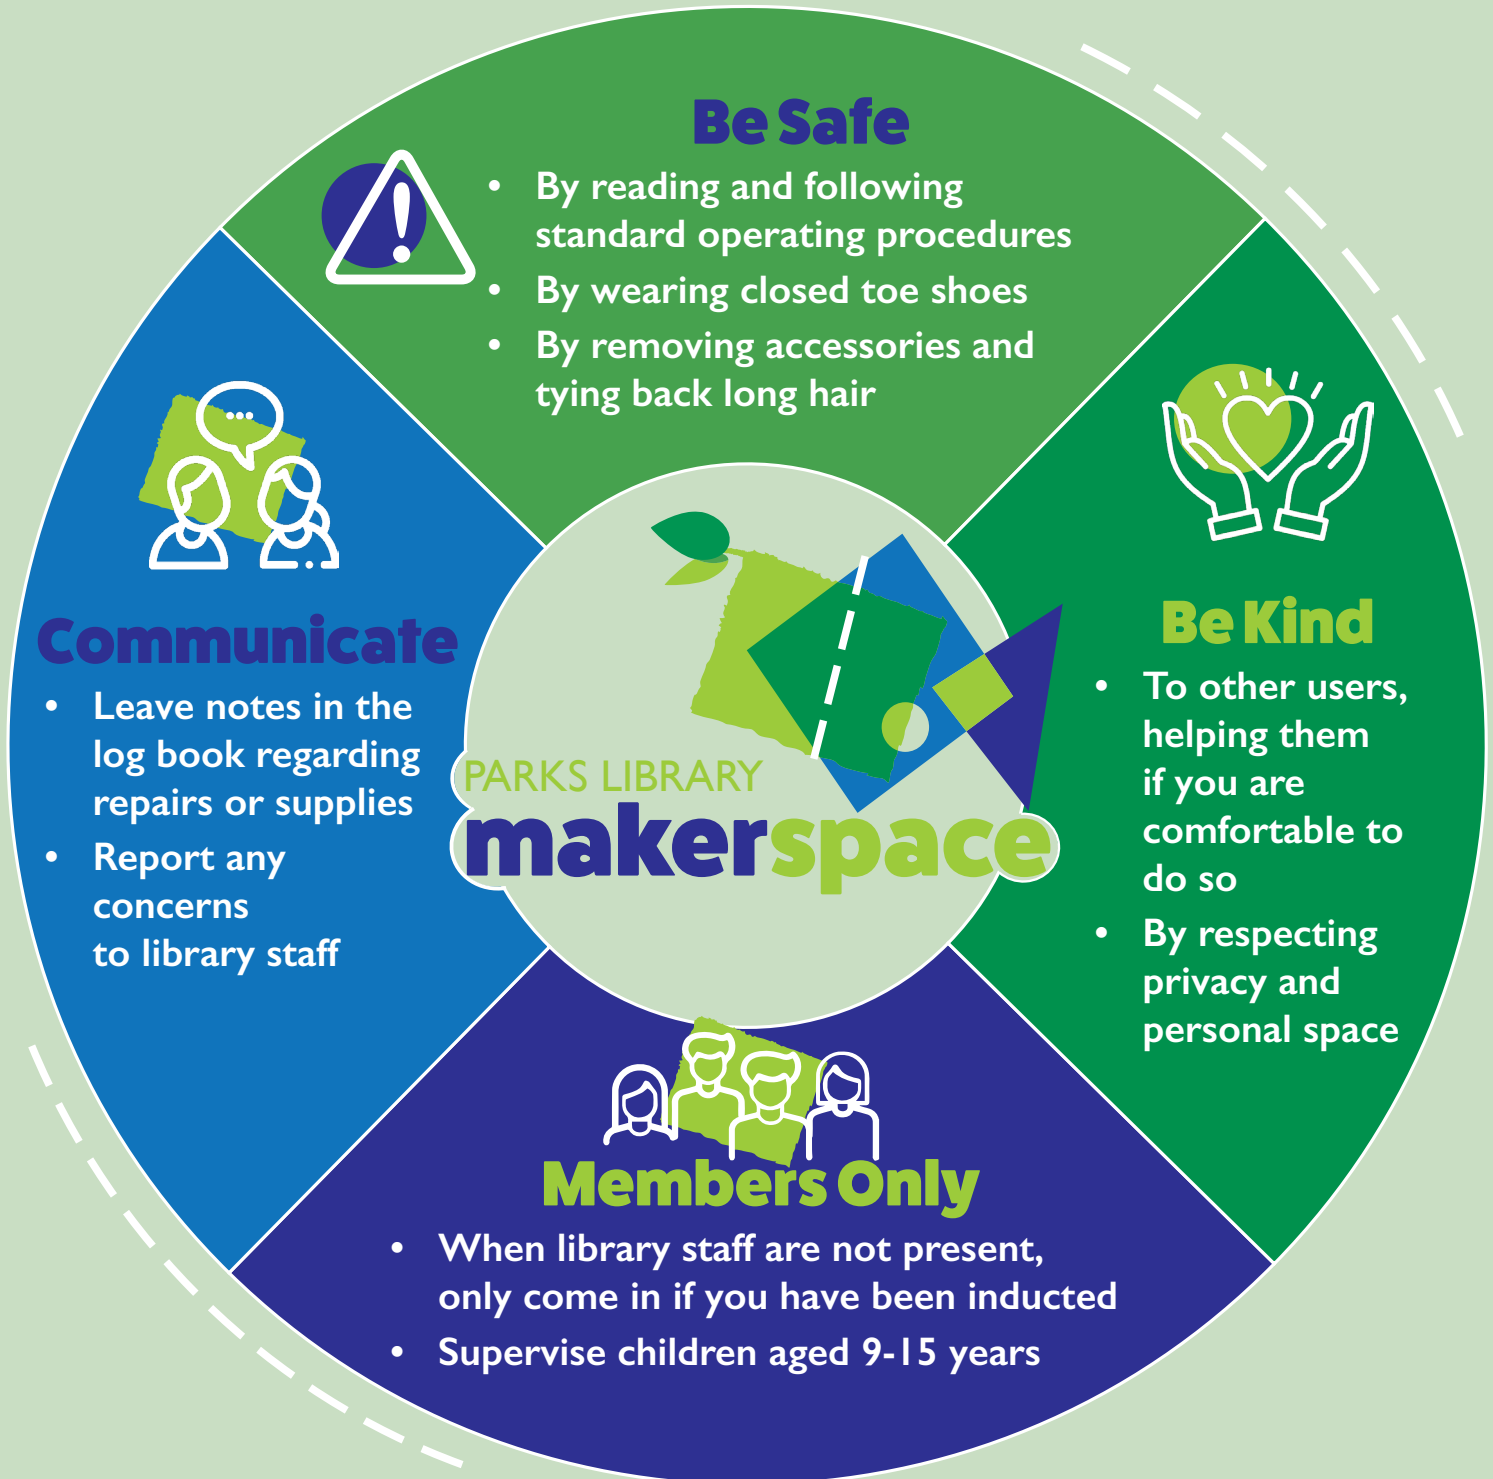 Be Safe
• By reading and following
standard operating procedures
• By wearing closed toe shoes
• By removing accessories and
tying back long hair
Communicate
• Leave notes in the
log book regarding
repairs or supplies
• Report any
concerns
to library staff
PARKS LIBRARY
makerspace
Be Kind
• To other users,
helping them
if you are
comfortable to
do so
• By respecting
privacy and
personal space
Members Only
• When library staff are not present,
only come in if you have been inducted
• Supervise children aged 9-15 years